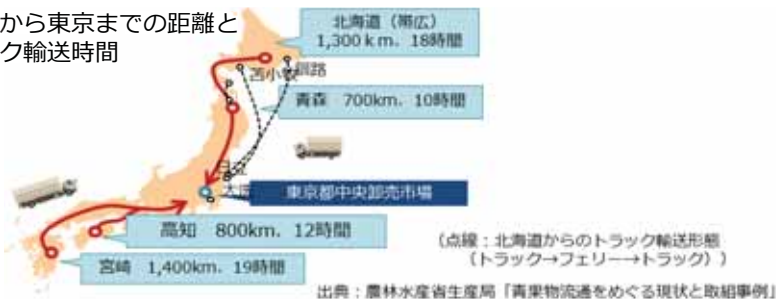 から東京までの距離と
ク輸送時間
北海道（帯広）
1,300km．18時間
苫小牧
釧路
青森　700km．10時間
日立
大洗
東京都中央卸売市場
高知　800km．12時間
宮崎　1,400km．19時間
（点線：北海道からのトラック輸送形態
（トラック→フェリー→トラック））
出典：農林水産省生産局「青果物流通をめぐる現状と取組事例」